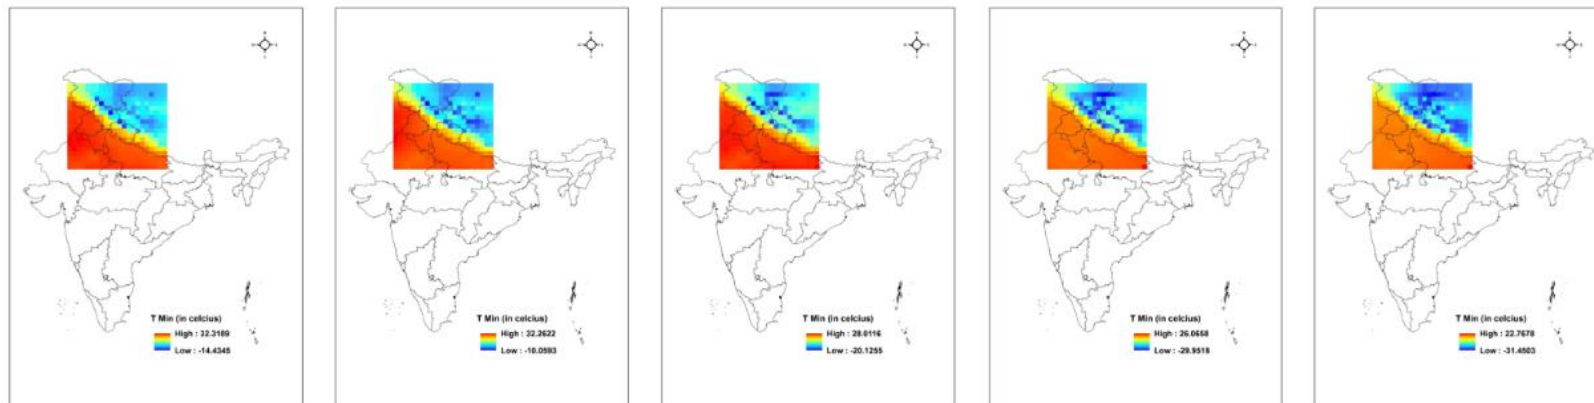 T Min (in celcius)
High : 32.3189
Low : -14.4345
T Min (in celcius)
High : 32.2622
Low : -10.0593
T Min (in celcius)
High : 28.0116
Low : -20.1255
T Min (in celcius)
High : 26.0658
Low : -29.9518
T Min (in celcius)
High : 22.7678
Low : -31.4503